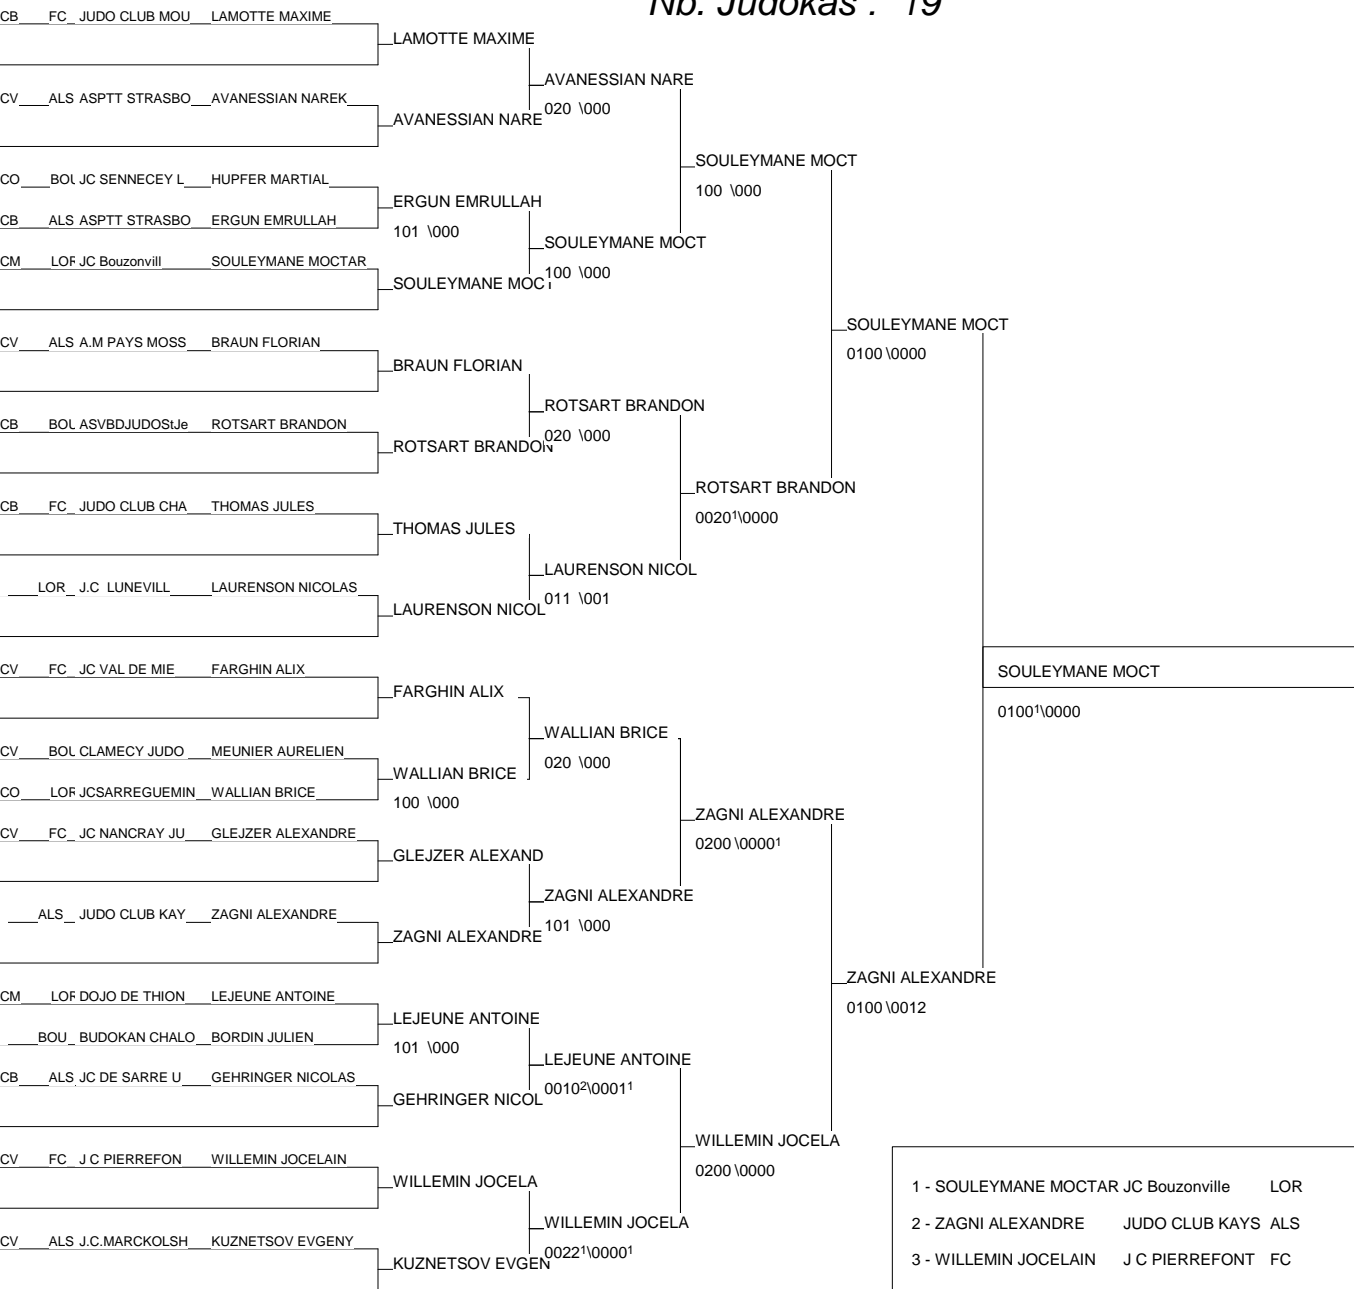 Nb. Judokas : 19
CB FC JUDO CLUB MOU LAMOTTE MAXIME
LAMOTTE MAXIME
AVANESSIAN NARE
020 \000
CV ALS ASPTT STRASBO AVANESSIAN NAREK
AVANESSIAN NARE
SOULEYMANE MOCT
100 \000
CO BOU JC SENNECEY L HUPFER MARTIAL
ERGUN EMRULLAH
101 \000
CB ALS ASPTT STRASBO ERGUN EMRULLAH
SOULEYMANE MOCT
100 \000
CM LOR JC Bouzonvill SOULEYMANE MOCTAR
SOULEYMANE MOCT
SOULEYMANE MOCT
0100 \0000
CV ALS A.M PAYS MOSS BRAUN FLORIAN
BRAUN FLORIAN
ROTSART BRANDON
020 \000
CB BOU ASVBDJUDOStJe ROTSART BRANDON
ROTSART BRANDON
ROTSART BRANDON
0020¹\0000
CB FC JUDO CLUB CHA THOMAS JULES
THOMAS JULES
LAURENSON NICOL
011 \001
LOR J.C LUNEVILL LAURENSON NICOLAS
LAURENSON NICOL
SOULEYMANE MOCT
0100¹\0000
CV FC JC VAL DE MIE FARGHIN ALIX
FARGHIN ALIX
WALLIAN BRICE
020 \000
CV BOU CLAMECY JUDO MEUNIER AURELIEN
WALLIAN BRICE
100 \000
CO LOR JCSARREGUEMIN WALLIAN BRICE
ZAGNI ALEXANDRE
0200 \0000¹
CV FC JC NANCRAY JU GLEJZER ALEXANDRE
GLEJZER ALEXAND
ZAGNI ALEXANDRE
101 \000
ALS JUDO CLUB KAY ZAGNI ALEXANDRE
ZAGNI ALEXANDRE
ZAGNI ALEXANDRE
0100 \0012
CM LOR DOJO DE THION LEJEUNE ANTOINE
LEJEUNE ANTOINE
101 \000
BOU BUDOKAN CHALO BORDIN JULIEN
LEJEUNE ANTOINE
0010²\0001¹
CB ALS JC DE SARRE U GEHRINGER NICOLAS
GEHRINGER NICOL
WILLEMIN JOCELA
0200 \0000
CV FC J C PIERREFON WILLEMIN JOCELAIN
WILLEMIN JOCELA
WILLEMIN JOCELA
0022¹\0000¹
CV ALS J.C.MARCKOLSH KUZNETSOV EVGENY
KUZNETSOV EVGEN
1 - SOULEYMANE MOCTAR JC Bouzonville LOR
2 - ZAGNI ALEXANDRE JUDO CLUB KAYS ALS
3 - WILLEMIN JOCELAIN J C PIERREFONT FC